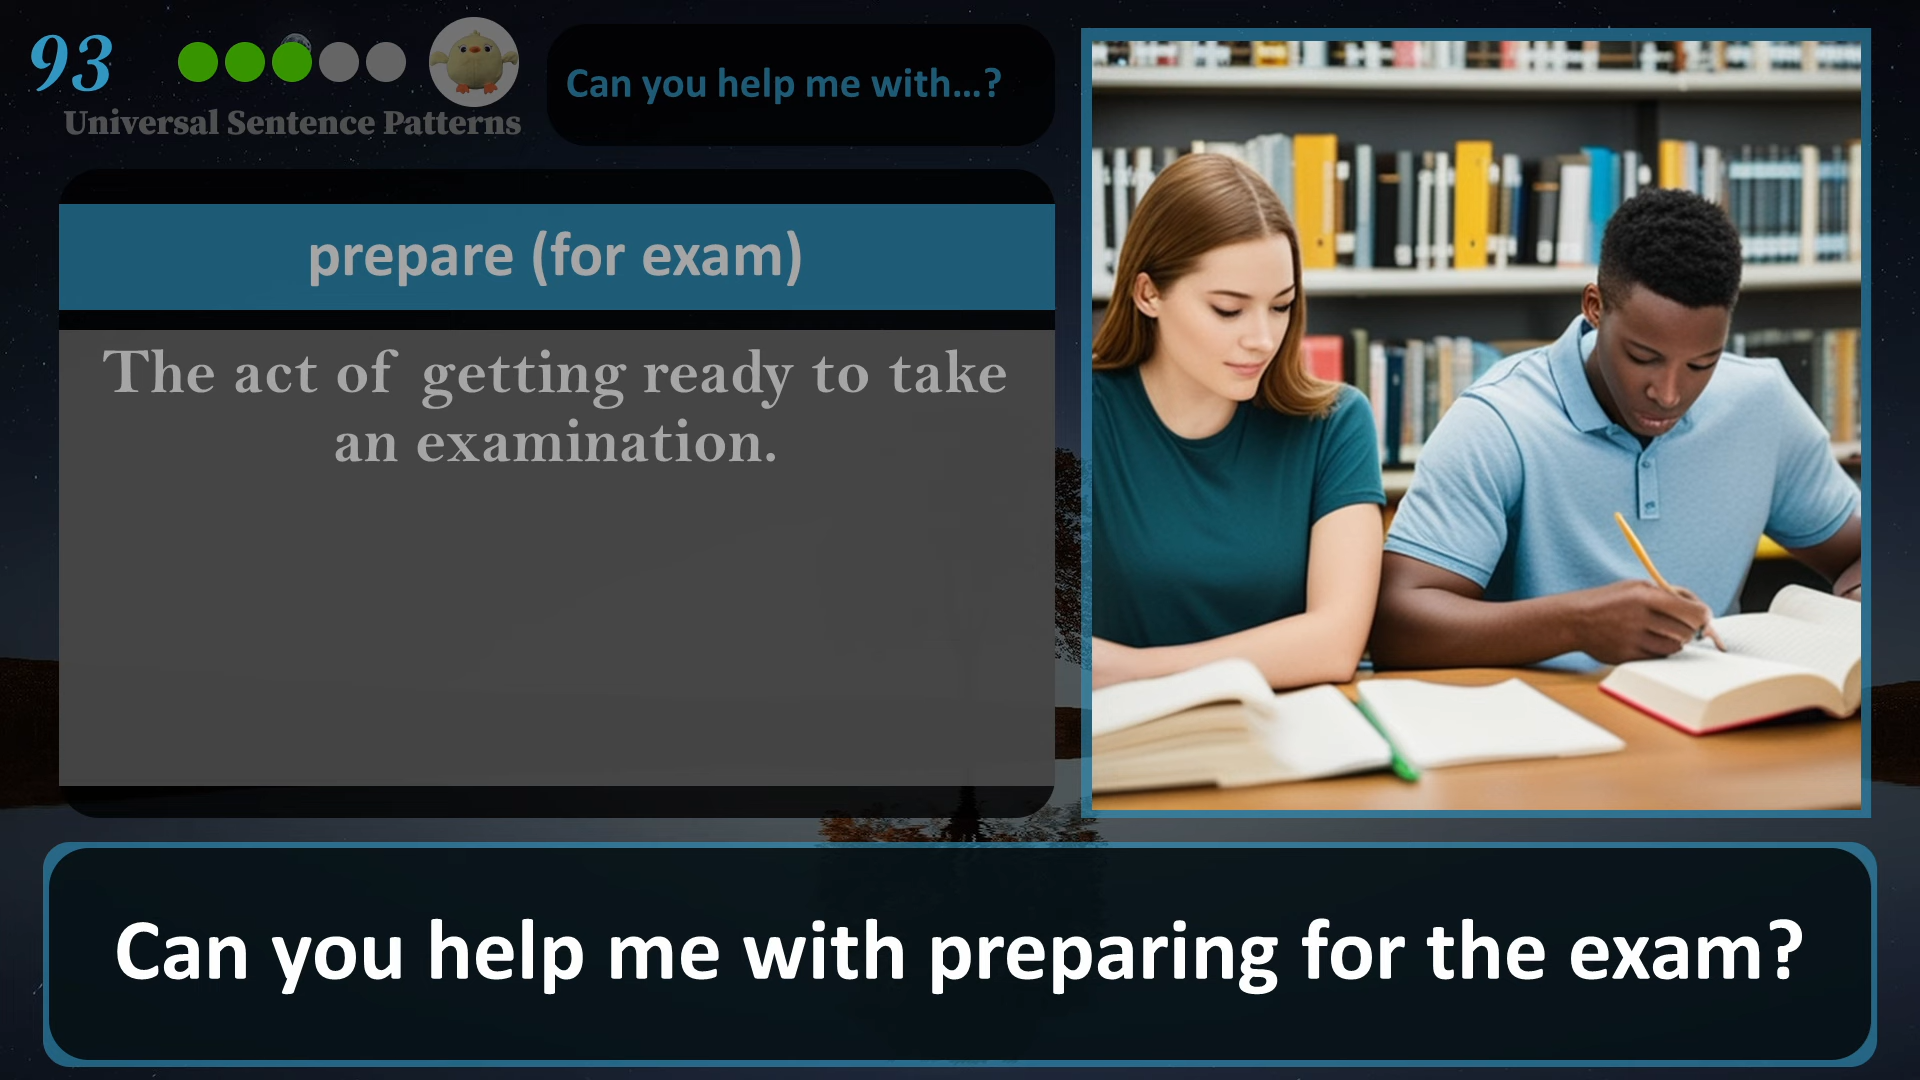 93
Universal Sentence Patterns
Can you help me with...?
prepare (for exam)
The act of getting ready to take
an examination.
Can you help me with preparing for the exam?